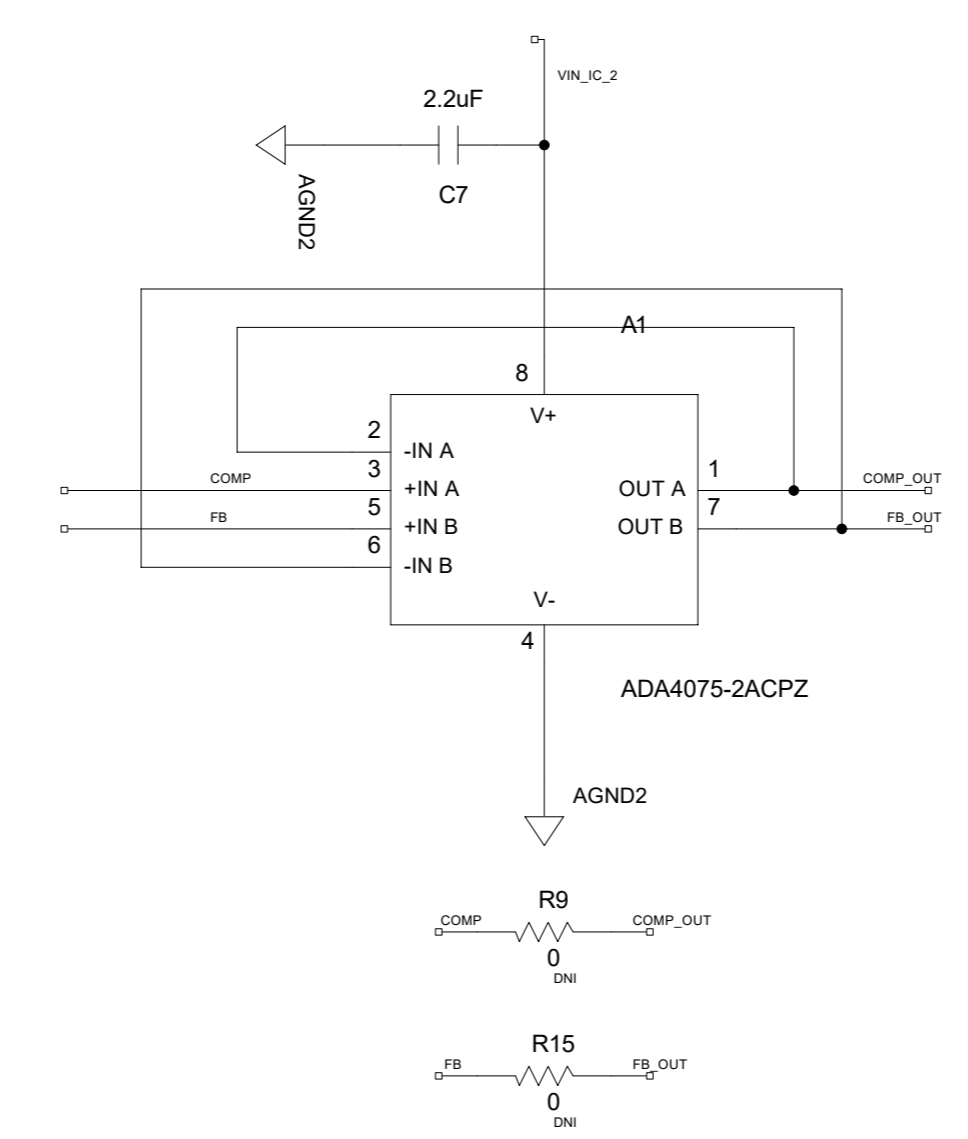 VIN_IC_2
2.2uF
C7
AGND2
A1
8
V+
2
-IN A
3
COMP
+IN A
5
FB
+IN B
6
-IN B
1
OUT A
COMP_OUT
7
OUT B
FB_OUT
V-
4
ADA4075-2ACPZ
AGND2
R9
COMP
COMP_OUT
0
DNI
R15
FB
FB_OUT
0
DNI